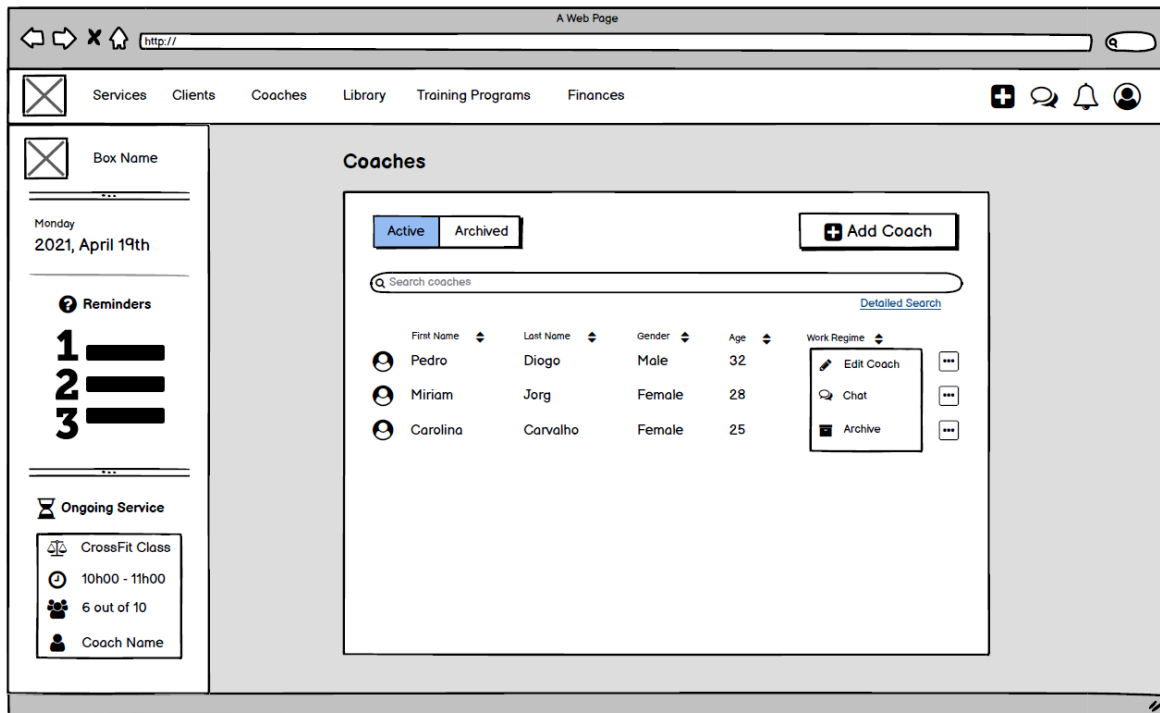 A Web Page
http://
Services Clients Coaches Library Training Programs Finances
Box Name
Monday
2021, April 19th
Reminders
1
2
3
Ongoing Service
CrossFit Class
10h00 - 11h00
6 out of 10
Coach Name
Coaches
Active Archived
Add Coach
Search coaches
Detailed Search
First Name Last Name Gender Age Work Regime
Pedro Diogo Male 32
Miriam Jorg Female 28
Carolina Carvalho Female 25
Edit Coach
Chat
Archive